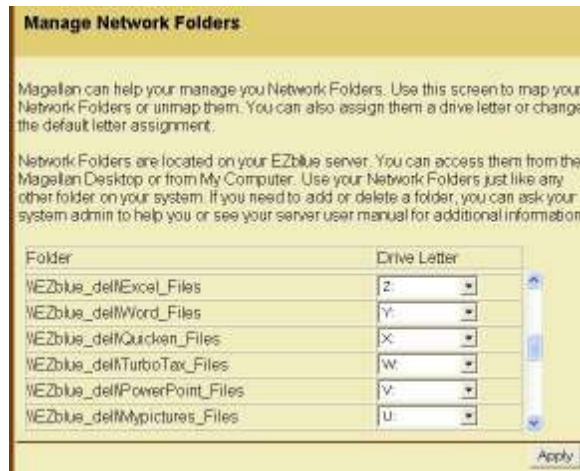 Manage Network Folders
Magellan can help your manage you Network Folders. Use this screen to map your
Network Folders or unmap them. You can also assign them a drive letter or change
the default letter assignment.
Network Folders are located on your EZblue server. You can access them from the
Magellan Desktop or from My Computer. Use your Network Folders just like any
other folder on your system. If you need to add or delete a folder, you can ask your
system admin to help you or see your server user manual for additional information
Folder Drive Letter
\\EZblue_dell\Excel_Files Z:
\\EZblue_dell\Word_Files Y:
\\EZblue_dell\Quicken_Files X:
\\EZblue_dell\TurboTax_Files W:
\\EZblue_dell\PowerPoint_Files V:
\\EZblue_dell\Mypictures_Files U:
Apply